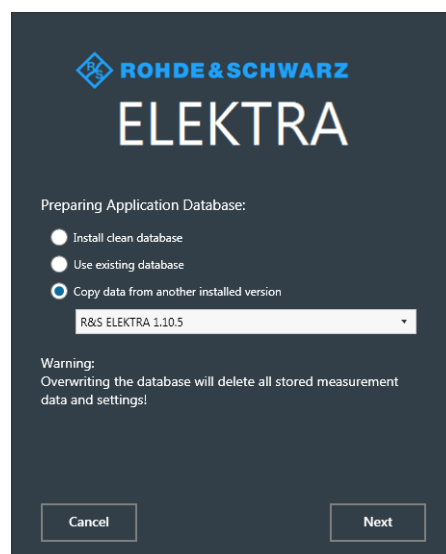 R&S ROHDE&SCHWARZ
ELEKTRA
Preparing Application Database:
Install clean database
Use existing database
Copy data from another installed version
R&S ELEKTRA 1.10.5
Warning:
Overwriting the database will delete all stored measurement
data and settings!
Cancel
Next